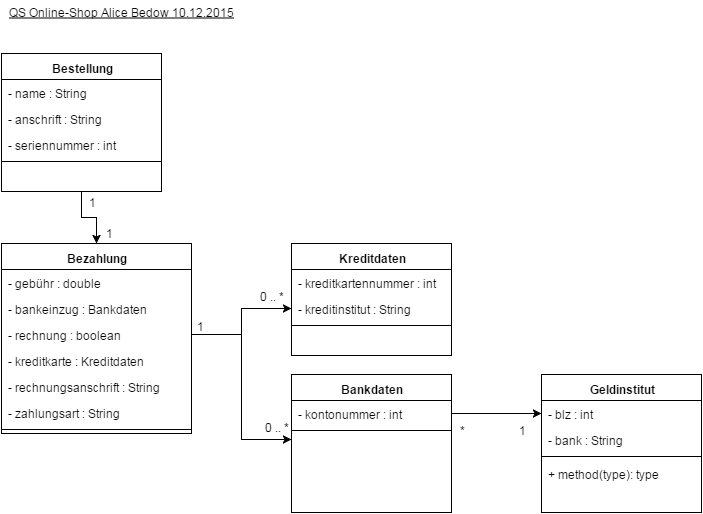 QS Online-Shop Alice Bedow 10.12.2015
Bestellung
- name : String
- anschrift : String
- seriennummer : int
1
1
Bezahlung
- gebühr : double
- bankeinzug : Bankdaten
- rechnung : boolean
- kreditkarte : Kreditdaten
- rechnungsanschrift : String
- zahlungsart : String
1
0 .. *
0 .. *
Kreditdaten
- kreditkartennummer : int
- kreditinstitut : String
Bankdaten
- kontonummer : int
*
1
Geldinstitut
- blz : int
- bank : String
+ method(type): type